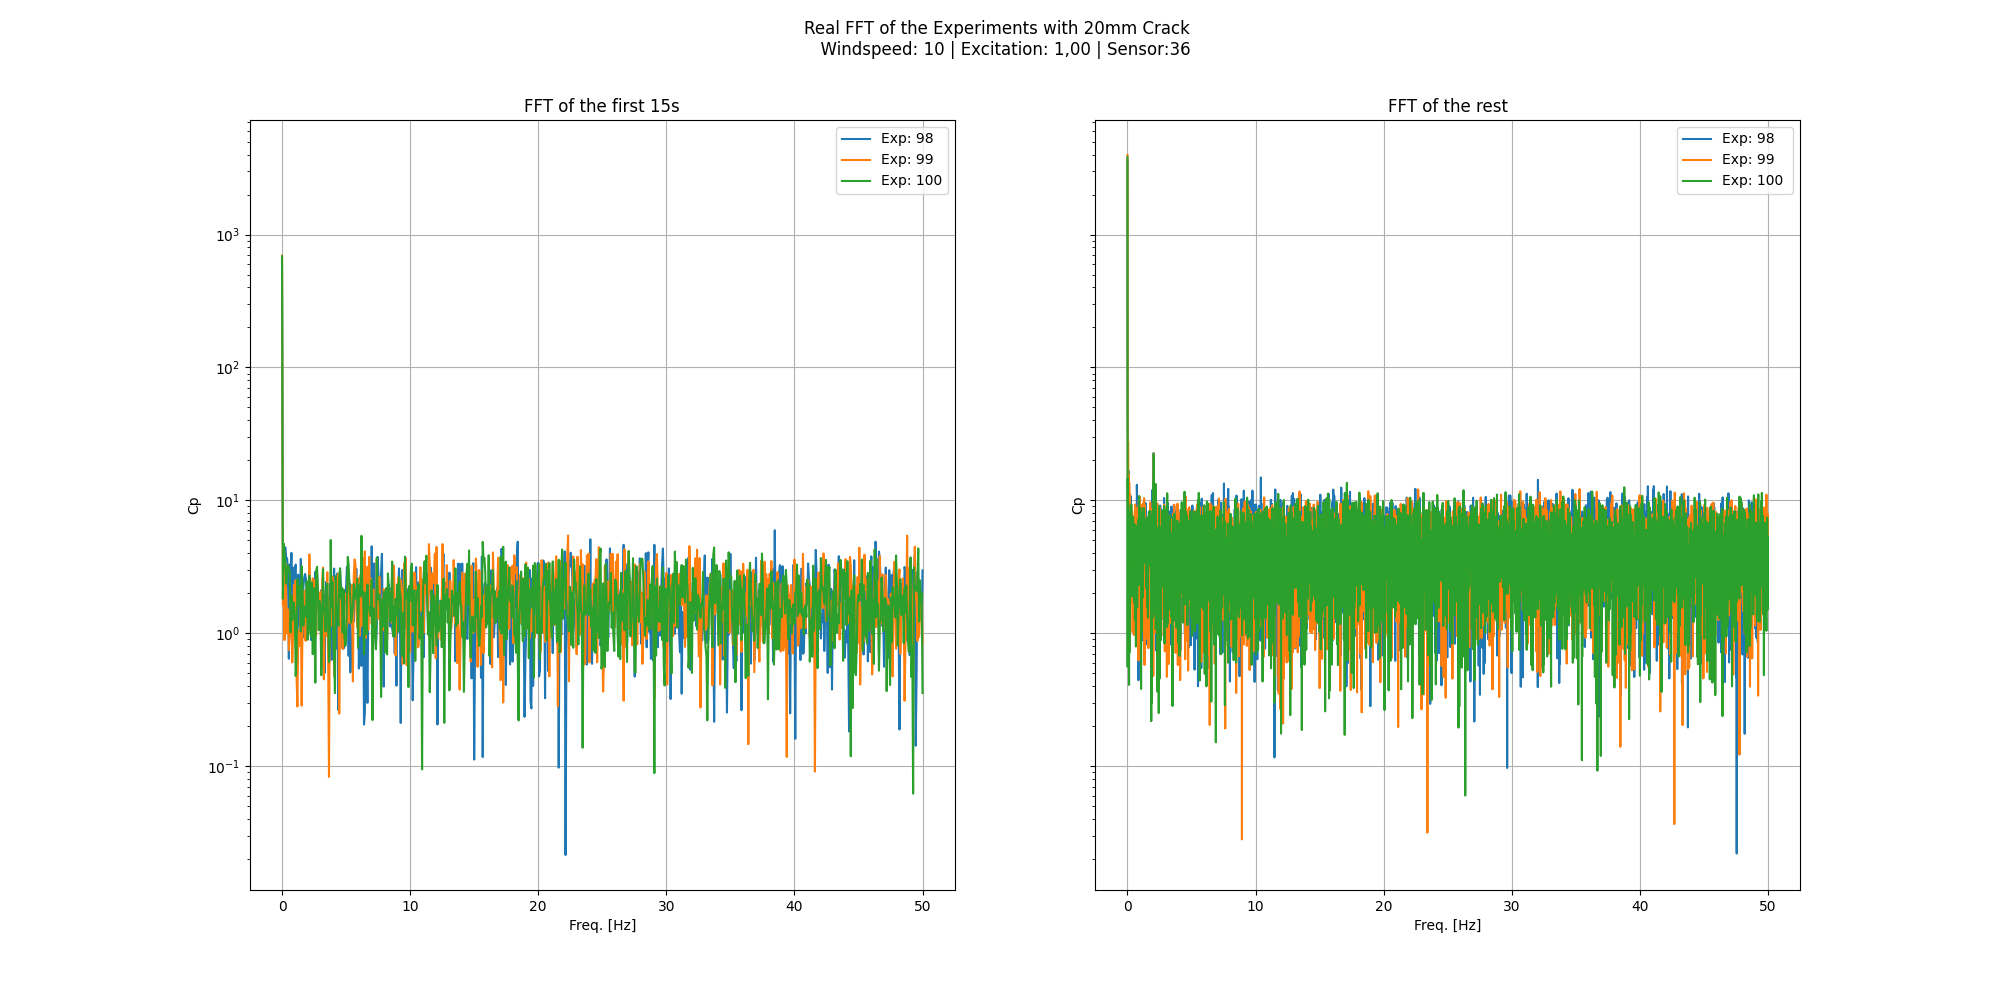 Real FFT of the Experiments with 20mm Crack
Windspeed: 10 | Excitation: 1,00 | Sensor:36
FFT of the first 15s
Exp: 98
Exp: 99
Exp: 100
10³
10²
10¹
10⁰
10⁻¹
Cp
0 10 20 30 40 50
Freq. [Hz]
FFT of the rest
Exp: 98
Exp: 99
Exp: 100
Cp
0 10 20 30 40 50
Freq. [Hz]